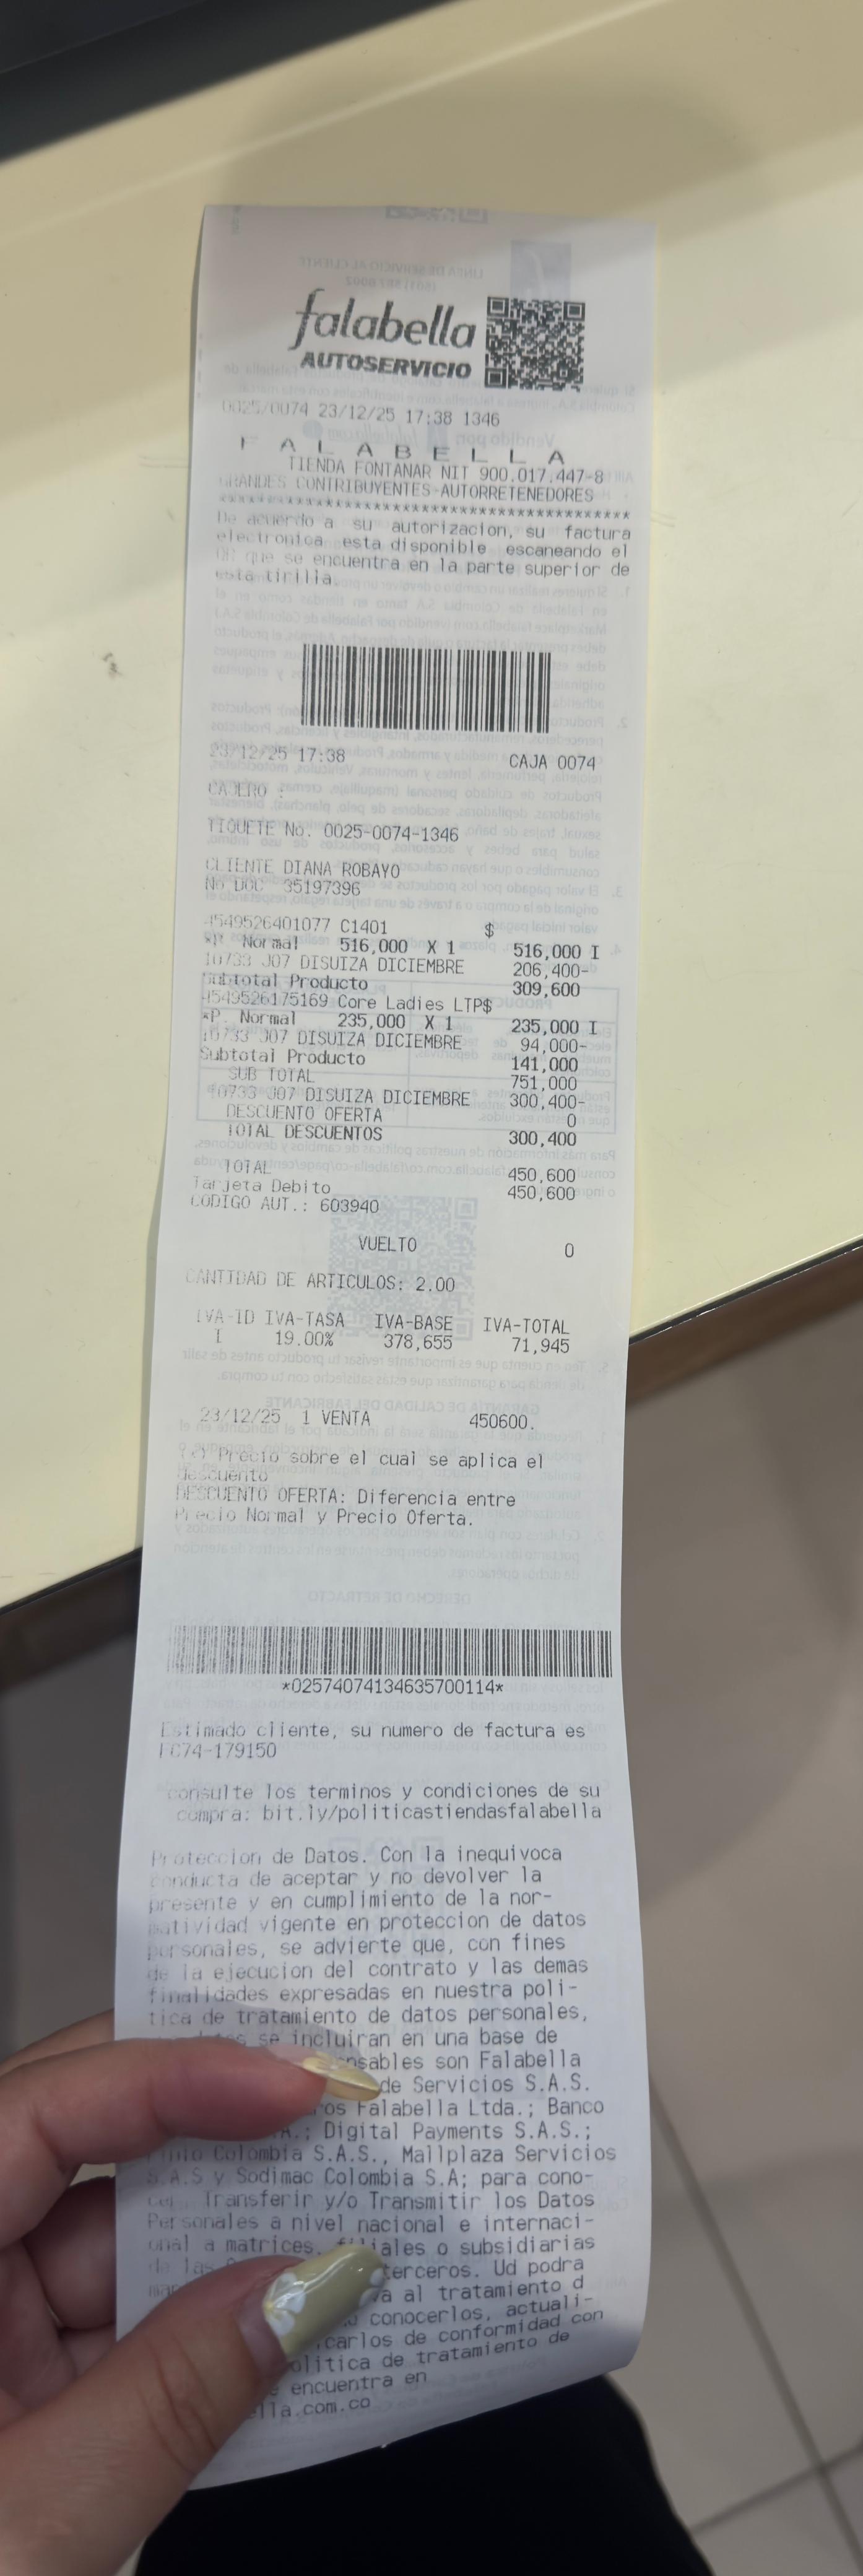 falabella
AUTOSERVICIO
0025/0074 23/12/25 17:38 1346
F A L A B E L L A
TIENDA FONTANAR NIT 900.017.447-8
GRANDES CONTRIBUYENTES-AUTORRETENEDORES
******************************************
De acuerdo a su autorizacion, su factura
electronica esta disponible escaneando el
QR que se encuentra en la parte superior de
esta tirilla.
23/12/25 17:38 CAJA 0074
CAJERO :
TIQUETE No. 0025-0074-1346
CLIENTE DIANA ROBAYO
No.DOC 35197396
4549526401077 C1401 $
*P Normal 516,000 X 1 516,000 I
10733 J07 DISUIZA DICIEMBRE 206,400-
Subtotal Producto 309,600
4549526175169 Core Ladies LTP$
*P. Normal 235,000 X 1 235,000 I
10733 J07 DISUIZA DICIEMBRE 94,000-
Subtotal Producto 141,000
SUB TOTAL 751,000
10733 J07 DISUIZA DICIEMBRE 300,400-
DESCUENTO OFERTA 0
TOTAL DESCUENTOS 300,400
TOTAL 450,600
Tarjeta Debito 450,600
CODIGO AUT.: 603940
VUELTO 0
CANTIDAD DE ARTICULOS: 2.00
IVA-ID IVA-TASA IVA-BASE IVA-TOTAL
I 19.00% 378,655 71,945
23/12/25 1 VENTA 450600.
(*) Precio sobre el cual se aplica el
descuento
DESCUENTO OFERTA: Diferencia entre
Precio Normal y Precio Oferta.
*02574074134635700114*
Estimado cliente, su numero de factura es
FC74-179150
consulte los terminos y condiciones de su
compra: bit.ly/politicastiendasfalabella
Proteccion de Datos. Con la inequivoca
conducta de aceptar y no devolver la
presente y en cumplimiento de la nor-
matividad vigente en proteccion de datos
personales, se advierte que, con fines
de la ejecucion del contrato y las demas
finalidades expresadas en nuestra poli-
tica de tratamiento de datos personales,
se incluiran en una base de
son Falabella
de Servicios S.A.S.
Falabella Ltda.; Banco
Digital Payments S.A.S.;
Colombia S.A.S., Mallplaza Servicios
S.A.S y Sodimac Colombia S.A; para cono-
cer, Transferir y/o Transmitir los Datos
Personales a nivel nacional e internaci-
onal a matrices, filiales o subsidiarias
de las terceros. Ud podra
al tratamiento d
conocerlos, actuali-
de conformidad con
tratamiento de
encuentra en
.com.co